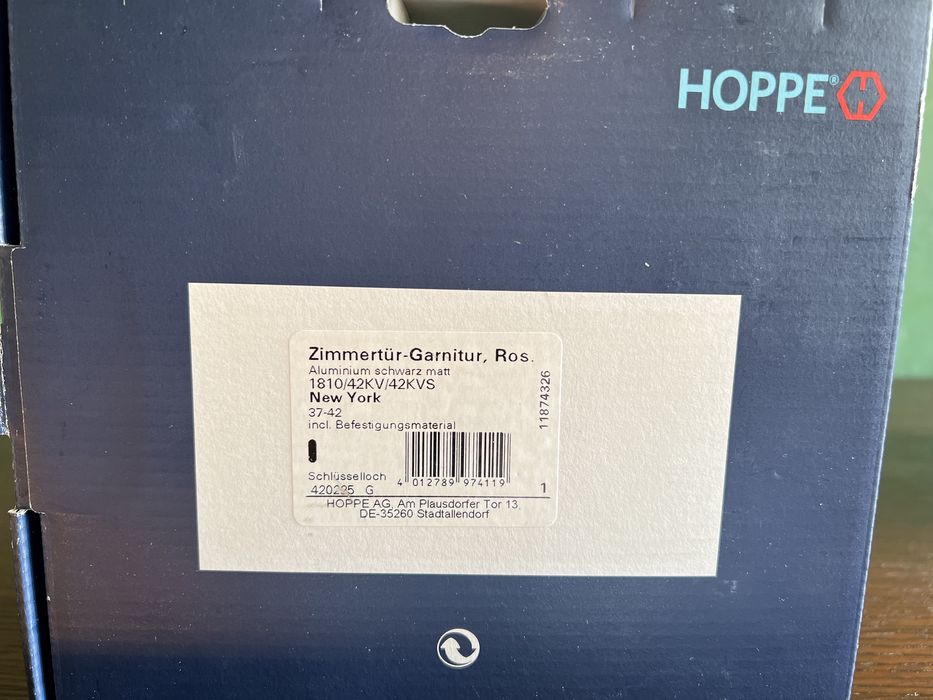 HOPPE®
Zimmertür-Garnitur, Ros.
Aluminium schwarz matt
1810/42KV/42KVS
New York
37-42
incl. Befestigungsmaterial
11874326
Schlüsselloch
4 012789 974119
G
1
HOPPE AG, Am Plausdorfer Tor 13,
DE-35260 Stadtallendorf